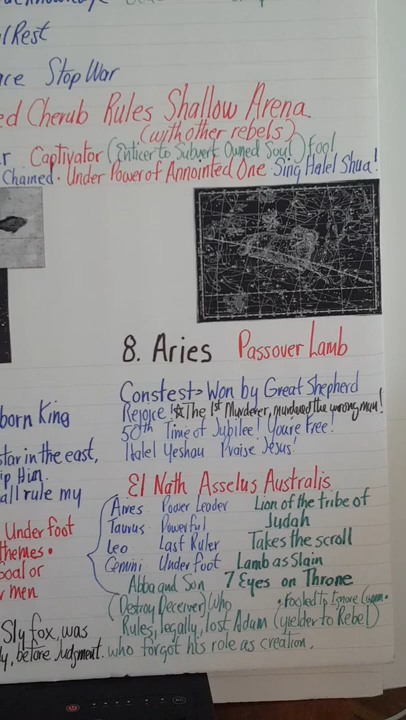 l Rest
Stop War
ed Cherub Rules Shallow Arena
(with other rebels)
r Captivator (Enticer to Subvert Owned Soul) Fool
Chained. Under Power of Annointed One Sing Halel Shua!
8. Aries Passover Lamb
Constest > Won by Great Shepherd
Rejoice! ☆The 1st Murderer, murdered the wrong man!
50th Time of Jubilee! Youre free!
Halel Yeshou Praise Jesus!
born King
star in the east,
p Him.
all rule my
Under foot
themes.
oal or
men
El Nath Asselus Australis
Aries Power Leader Lion of the tribe of
Taurus Powerful Judah
Leo Last Ruler Takes the scroll
Gemini Under foot Lamb as Slain
Abba and Son 7 Eyes on Throne
(Destroy Deceiver) Who • Fooled to Ignore
Rules, legally, lost Adam (yielder to Rebel)
Sly fox, was
y, before Judgment. who forgot his role as creation.